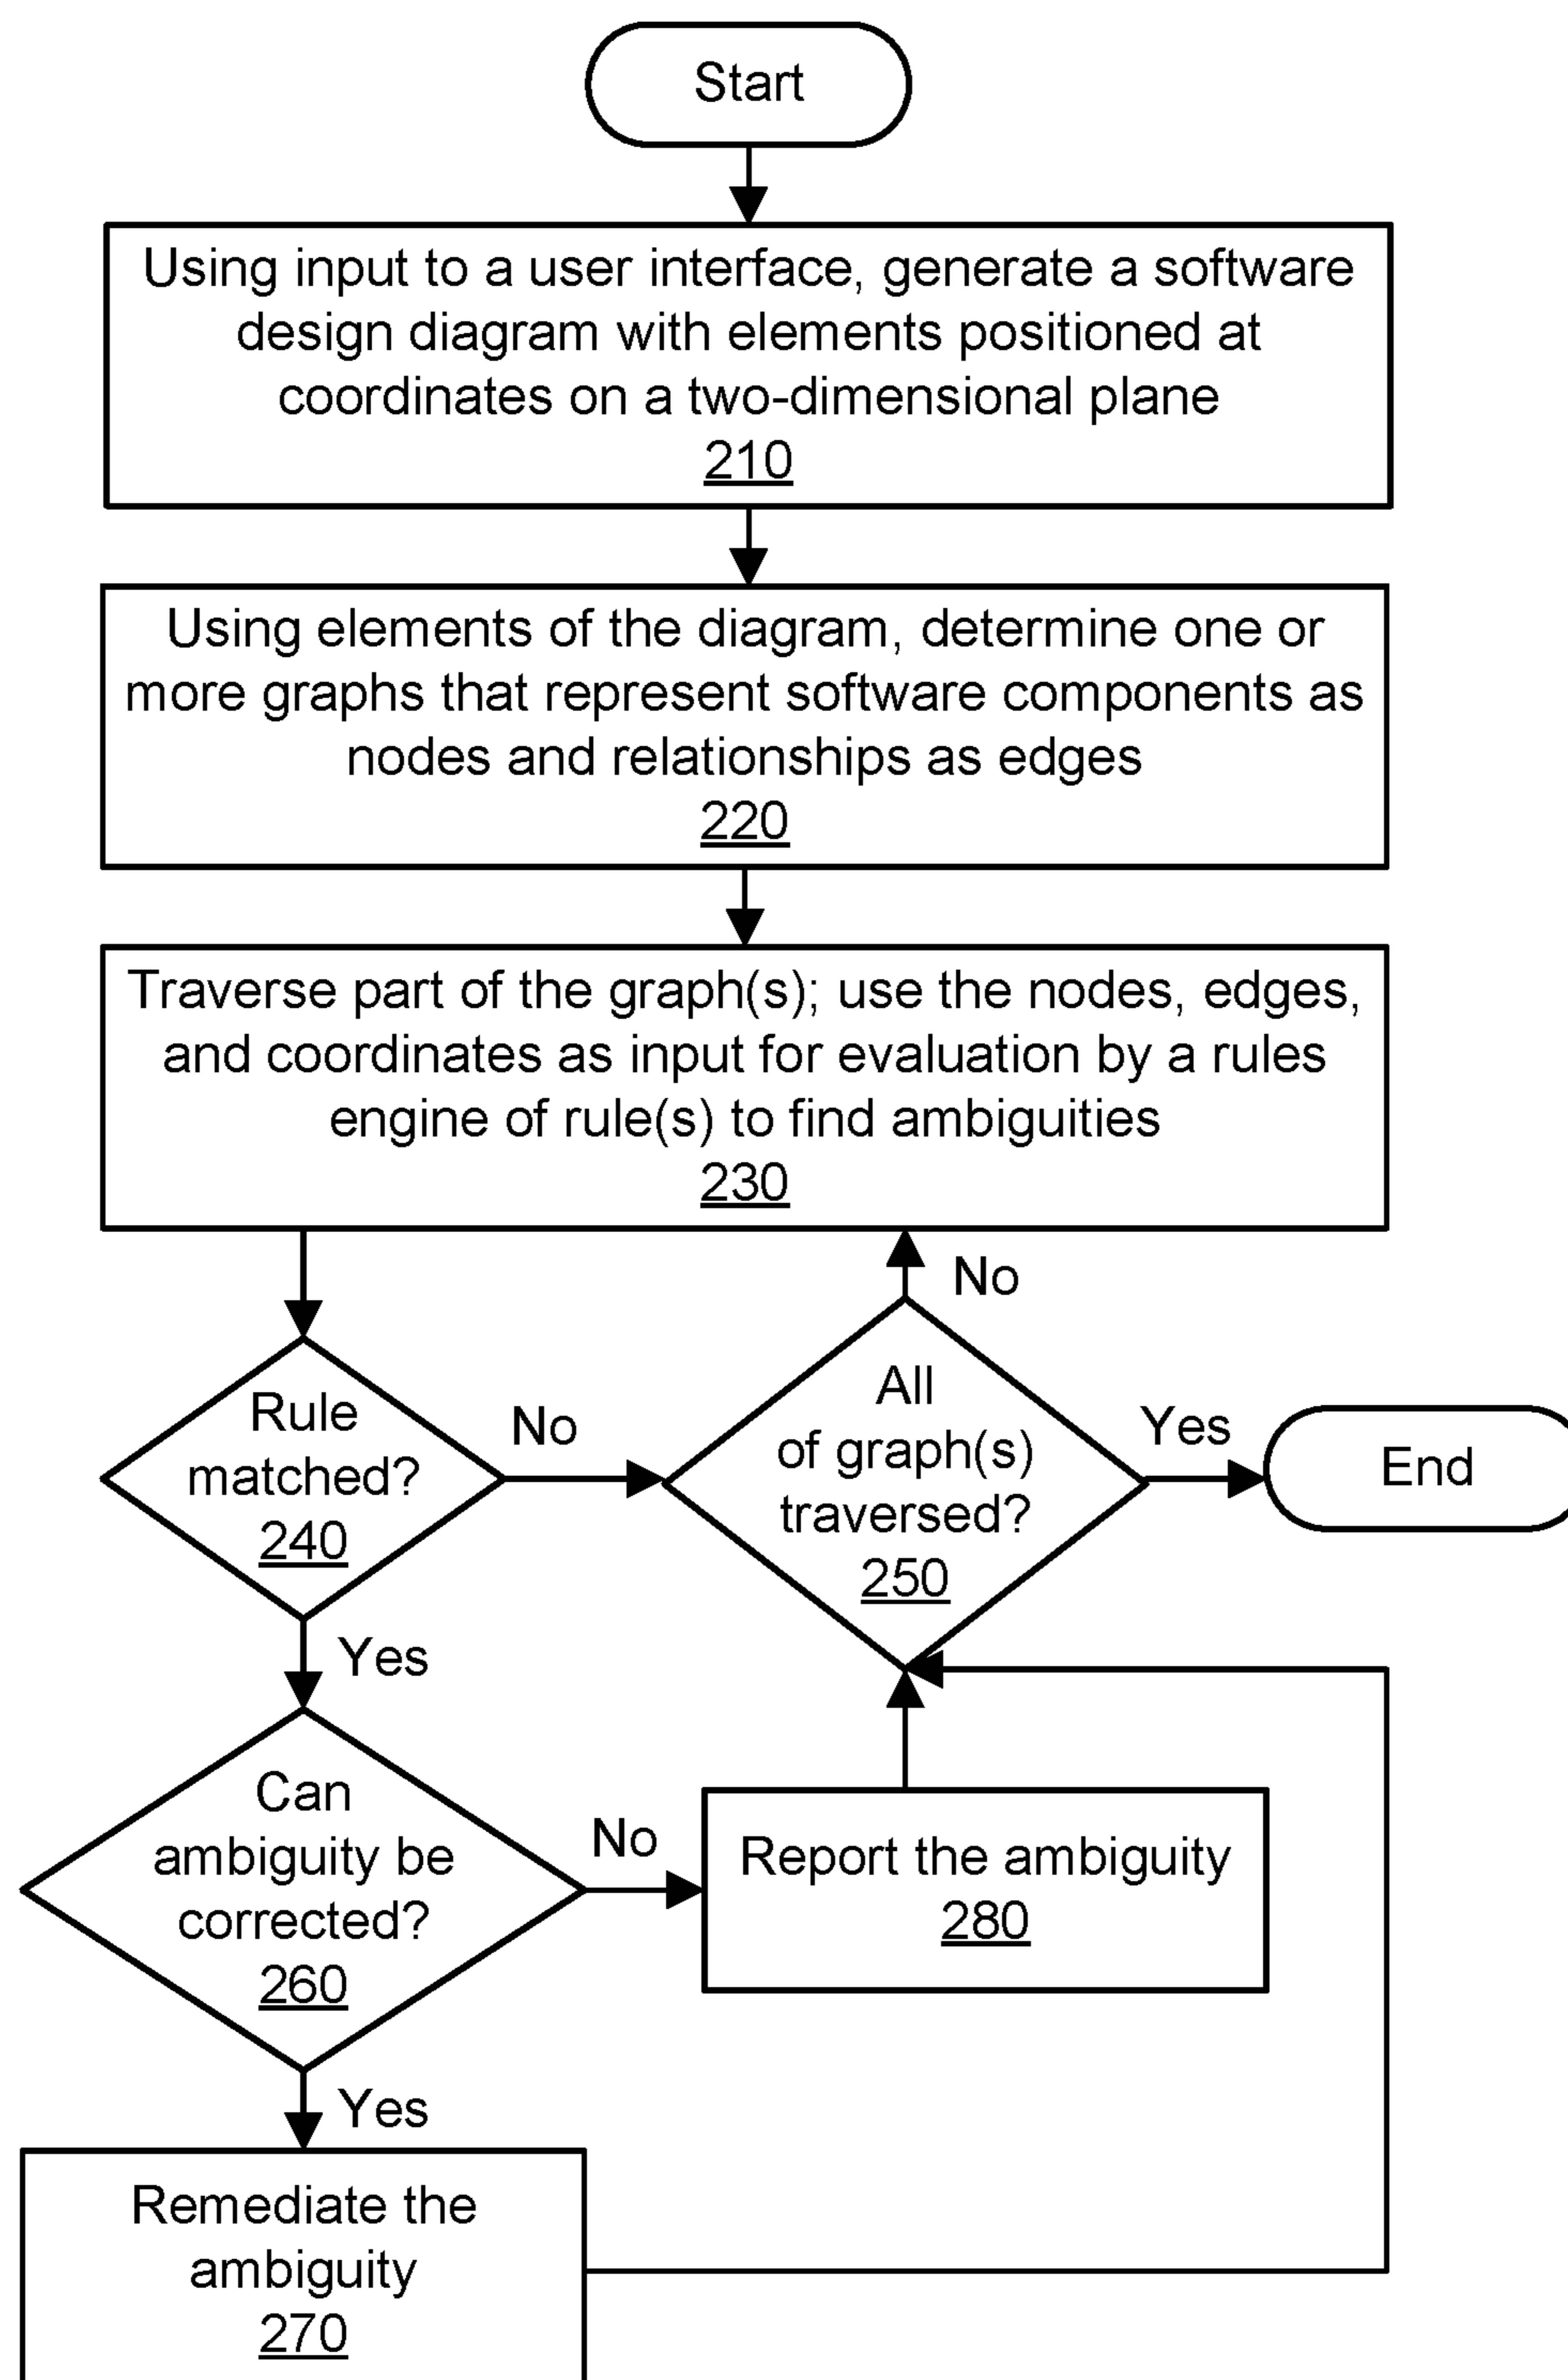 Start
Using input to a user interface, generate a software
design diagram with elements positioned at
coordinates on a two-dimensional plane
210
Using elements of the diagram, determine one or
more graphs that represent software components as
nodes and relationships as edges
220
Traverse part of the graph(s); use the nodes, edges,
and coordinates as input for evaluation by a rules
engine of rule(s) to find ambiguities
230
No
Rule
matched?
240
No
All
of graph(s)
traversed?
250
Yes
End
Yes
Can
ambiguity be
corrected?
260
No
Report the ambiguity
280
Yes
Remediate the
ambiguity
270